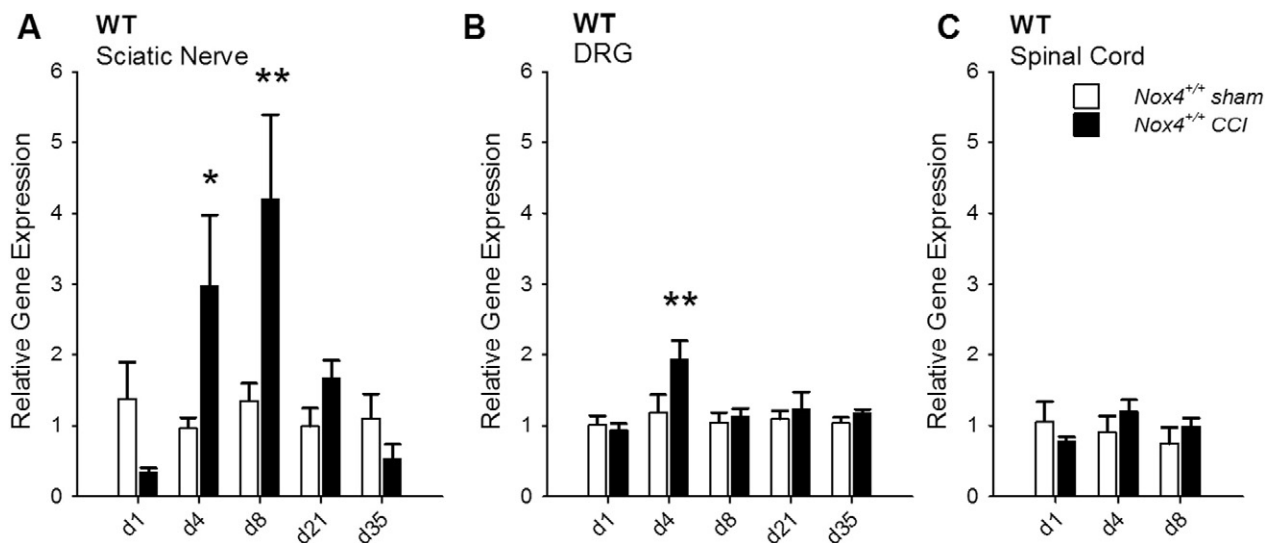 A WT
Sciatic Nerve
Relative Gene Expression
6
5
4
3
2
1
0
*
**
d1 d4 d8 d21 d35
B WT
DRG
Relative Gene Expression
6
5
4
3
2
1
0
**
d1 d4 d8 d21 d35
C WT
Spinal Cord
Nox4+/+ sham
Nox4+/+ CCI
Relative Gene Expression
6
5
4
3
2
1
0
d1 d4 d8